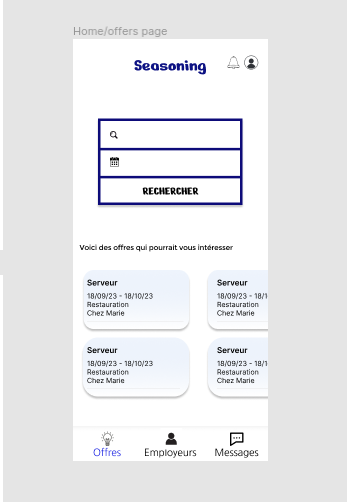 Home/offers page
Seasoning
RECHERCHER
Voici des offres qui pourrait vous intéresser
Serveur
18/09/23 - 18/10/23
Restauration
Chez Marie
Serveur
18/09/23 - 18/1
Restauration
Chez Marie
Serveur
18/09/23 - 18/10/23
Restauration
Chez Marie
Serveur
18/09/23 - 18/1
Restauration
Chez Marie
Offres Employeurs Messages